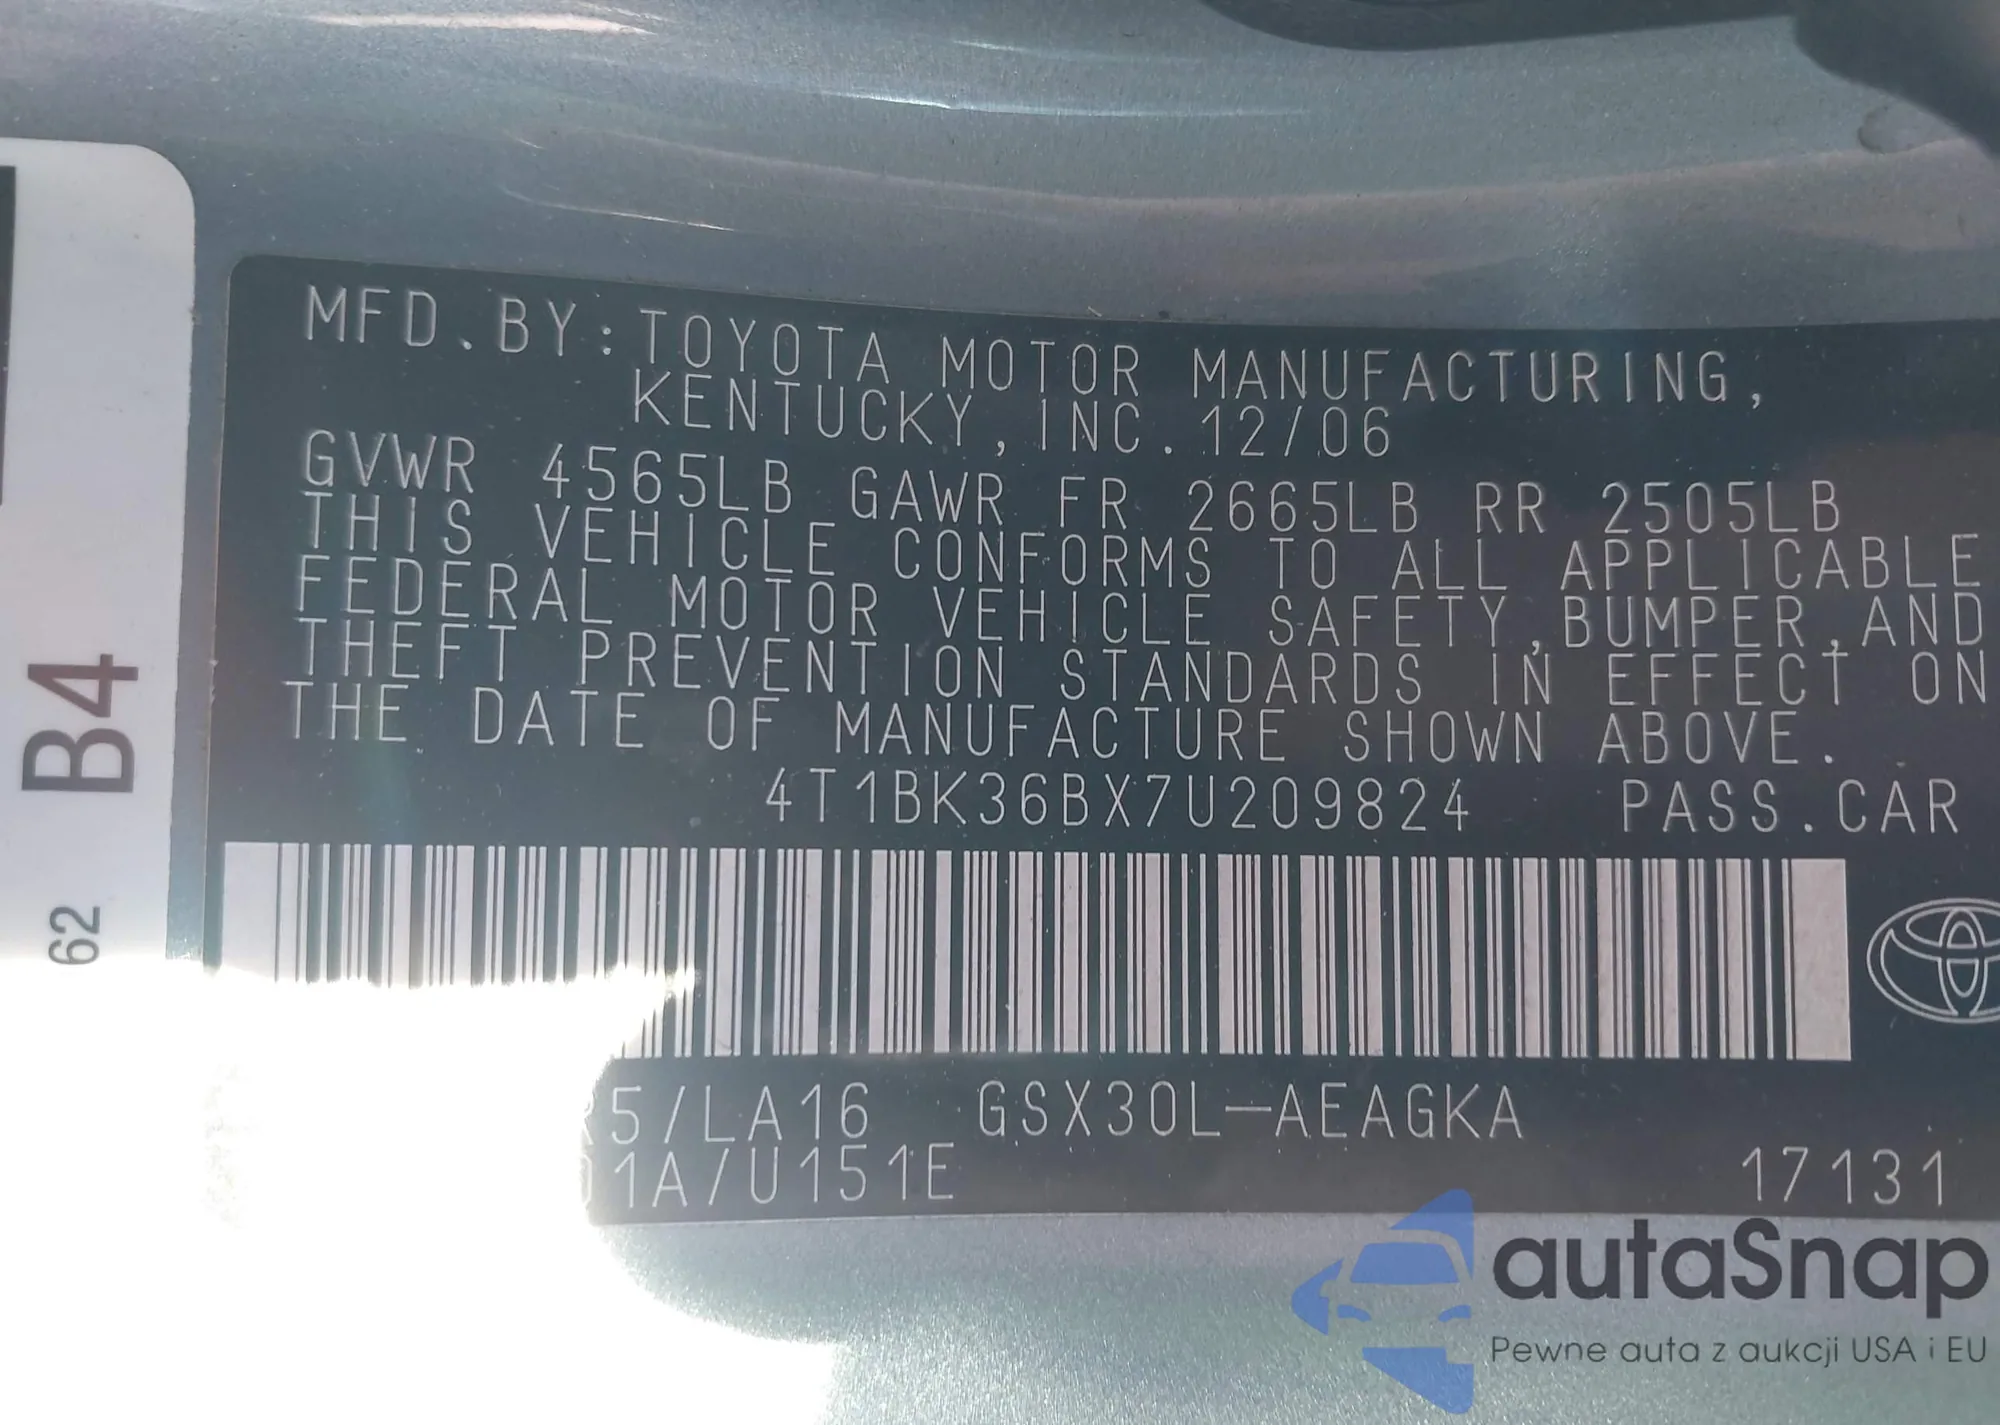 MFD.BY:TOYOTA MOTOR MANUFACTURING,
KENTUCKY,INC.12/06
GVWR 4565LB GAWR FR 2665LB RR 2505LB
THIS VEHICLE CONFORMS TO ALL APPLICABLE
FEDERAL MOTOR VEHICLE SAFETY,BUMPER,AND
THEFT PREVENTION STANDARDS IN EFFECT ON
THE DATE OF MANUFACTURE SHOWN ABOVE.
4T1BK36BX7U209824 PASS.CAR
5/LA16 GSX30L-AEAGKA
1A/U151E 17131
B4
62
autoSnap
Pewne auta z aukcji USA i EU